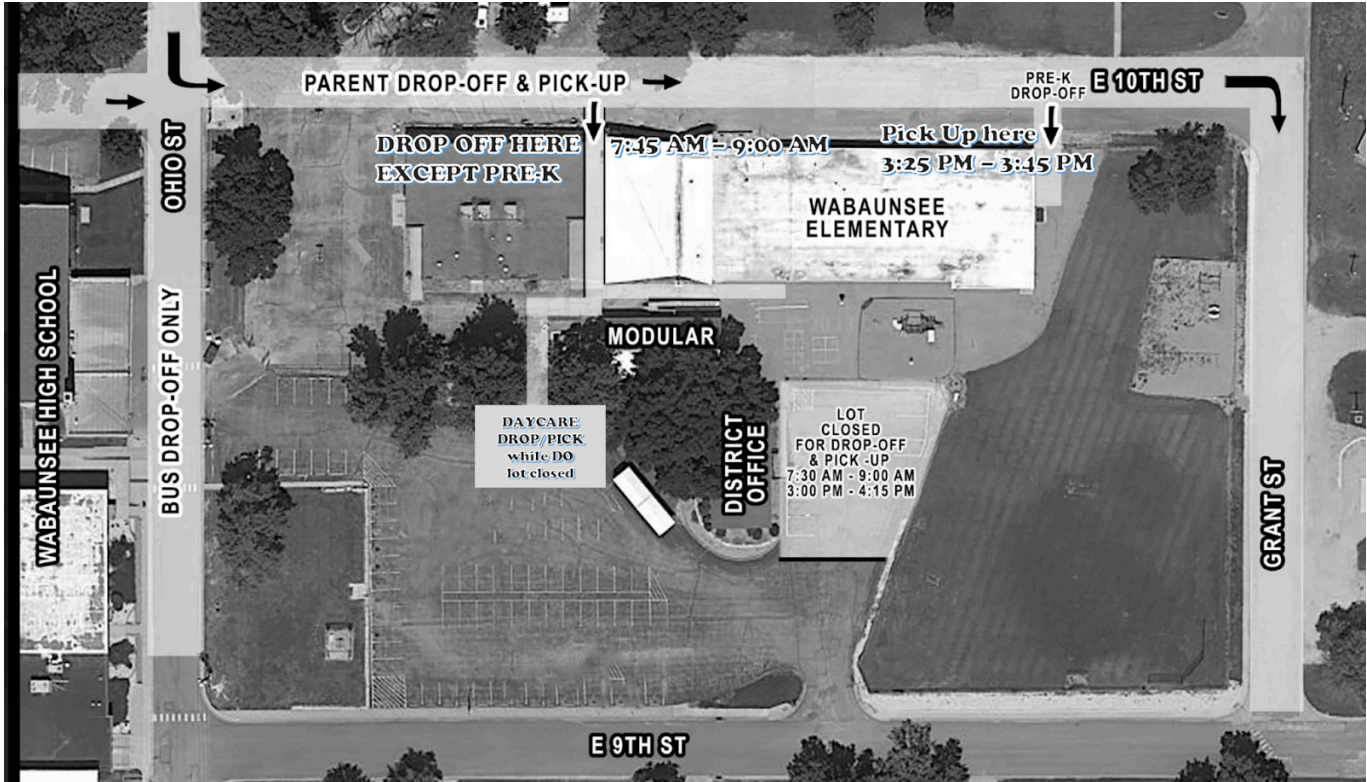 PARENT DROP-OFF & PICK-UP
PRE-K
DROP-OFF
E 10TH ST
DROP OFF HERE
EXCEPT PRE-K
7:45 AM – 9:00 AM
Pick Up here
3:25 PM – 3:45 PM
OHIO ST
WABAUNSEE
ELEMENTARY
WABAUNSEE HIGH SCHOOL
BUS DROP-OFF ONLY
MODULAR
DAYCARE
DROP/PICK
while DO
lot closed
DISTRICT
OFFICE
LOT
CLOSED
FOR DROP-OFF
& PICK -UP
7:30 AM - 9:00 AM
3:00 PM - 4:15 PM
GRANT ST
E 9TH ST